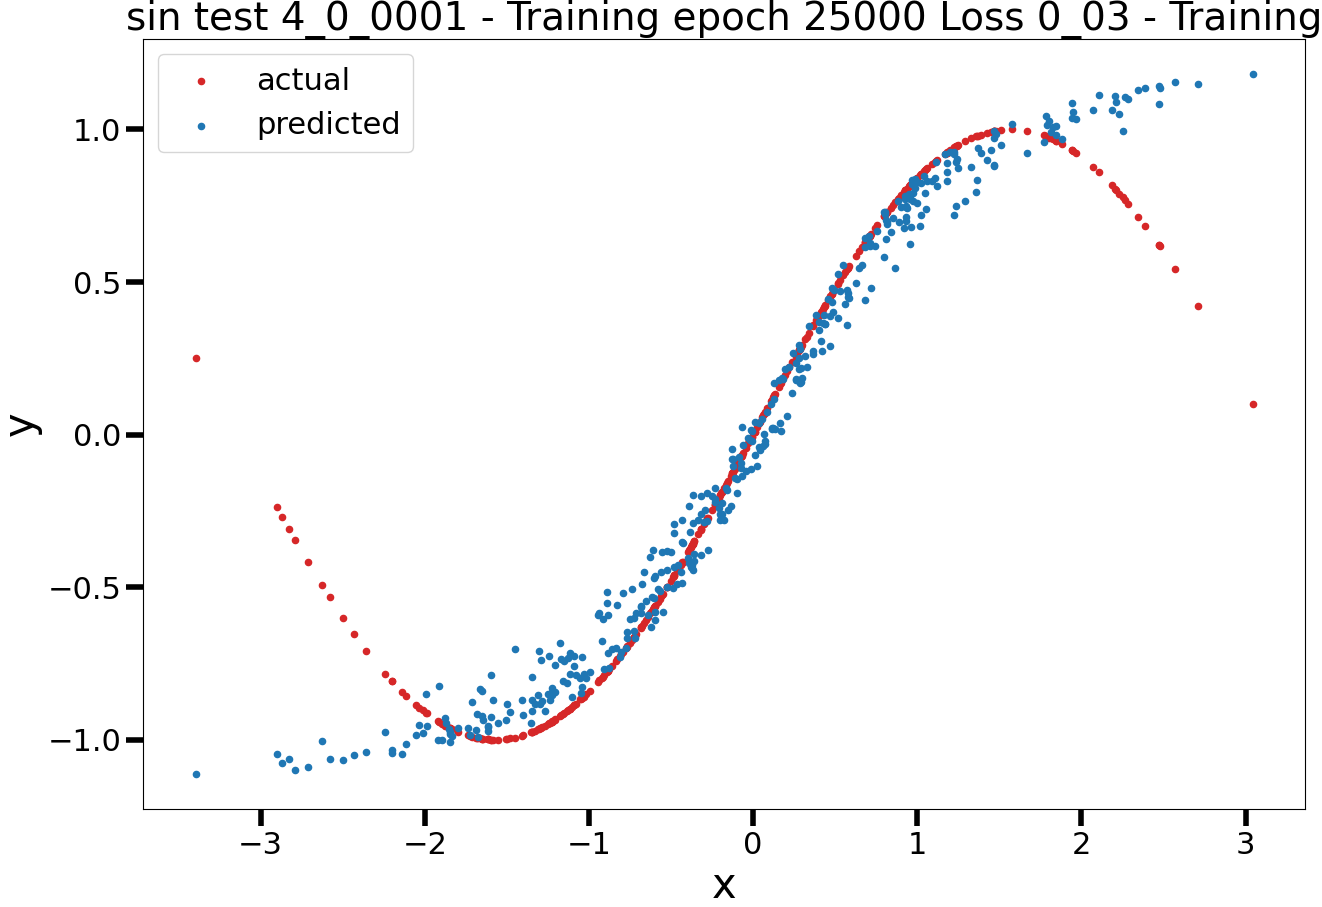 sin test 4_0_0001 - Training epoch 25000 Loss 0_03 - Training
actual
predicted
1.0
0.5
0.0
−0.5
−1.0
y
−3 −2 −1 0 1 2 3
x